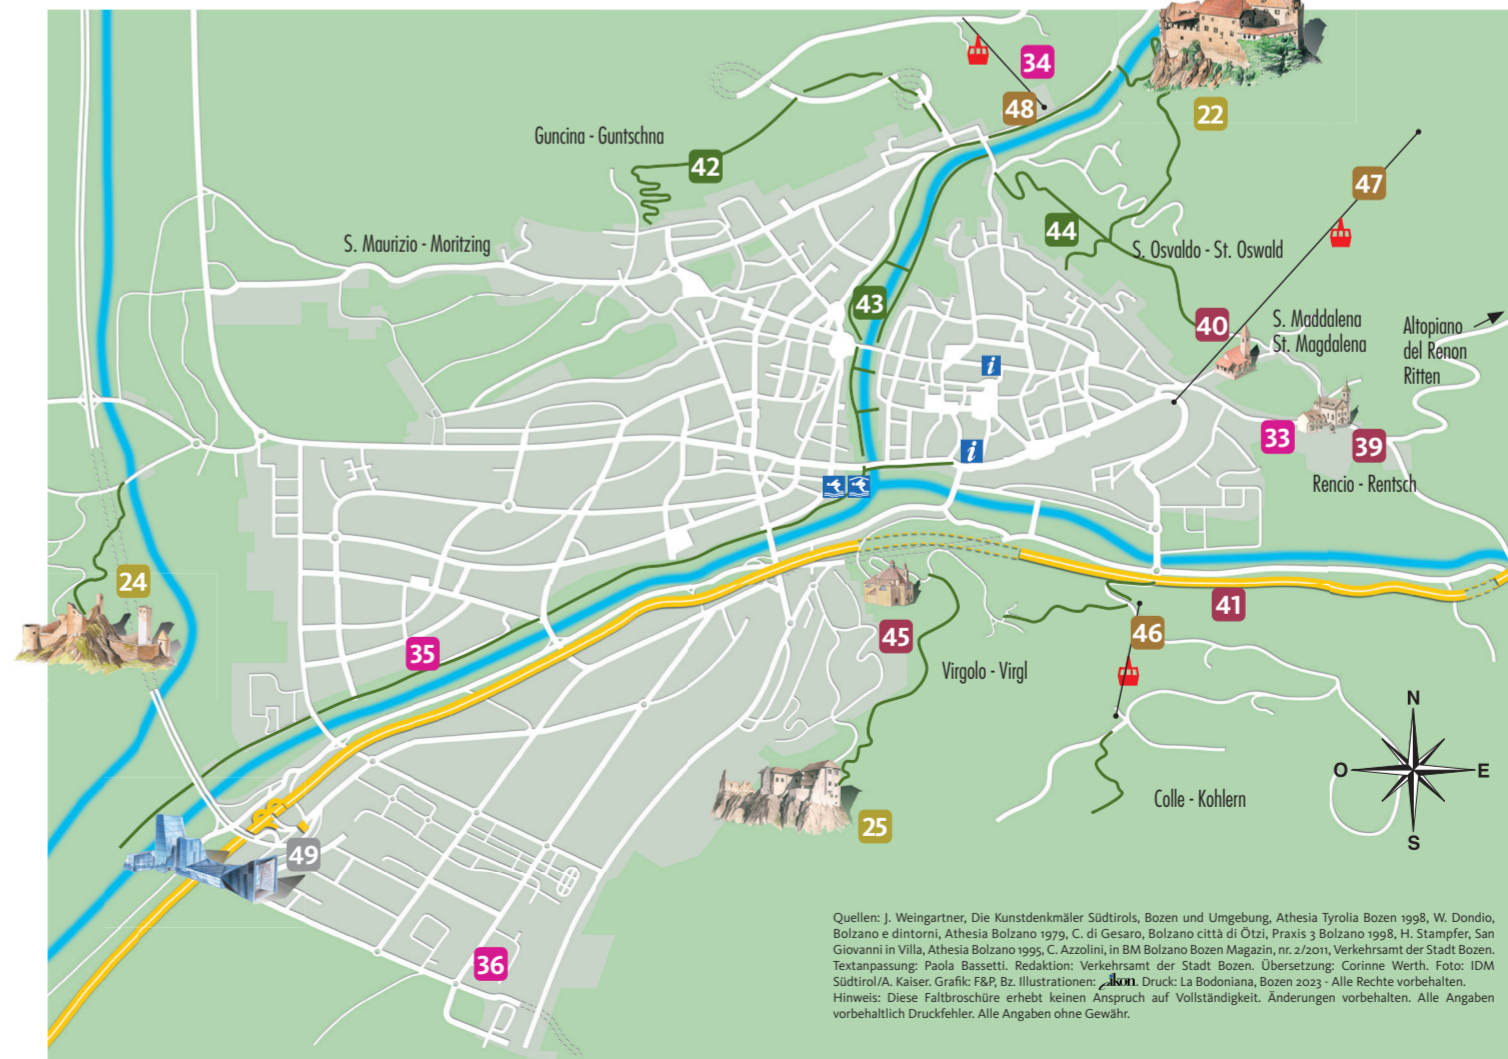 34
48
22
Guncina - Guntschna
42
47
44
S. Maurizio - Moritzing
S. Osvaldo - St. Oswald
43
40
S. Maddalena
St. Magdalena
Altopiano
del Renon
Ritten
i
33
39
i
Rencio - Rentsch
24
41
45
46
35
Virgolo - Virgl
N
O
E
S
Colle - Kohlern
25
49
36
Quellen: J. Weingartner, Die Kunstdenkmäler Südtirols, Bozen und Umgebung, Athesia Tyrolia Bozen 1998, W. Dondio,
Bolzano e dintorni, Athesia Bolzano 1979, C. di Gesaro, Bolzano città di Ötzi, Praxis 3 Bolzano 1998, H. Stampfer, San
Giovanni in Villa, Athesia Bolzano 1995, C. Azzolini, in BM Bolzano Bozen Magazin, nr. 2/2011, Verkehrsamt der Stadt Bozen.
Textanpassung: Paola Bassetti. Redaktion: Verkehrsamt der Stadt Bozen. Übersetzung: Corinne Werth. Foto: IDM
Südtirol/A. Kaiser. Grafik: F&P, Bz. Illustrationen: ikon. Druck: La Bodoniana, Bozen 2023 - Alle Rechte vorbehalten.
Hinweis: Diese Faltbroschüre erhebt keinen Anspruch auf Vollständigkeit. Änderungen vorbehalten. Alle Angaben
vorbehaltlich Druckfehler. Alle Angaben ohne Gewähr.